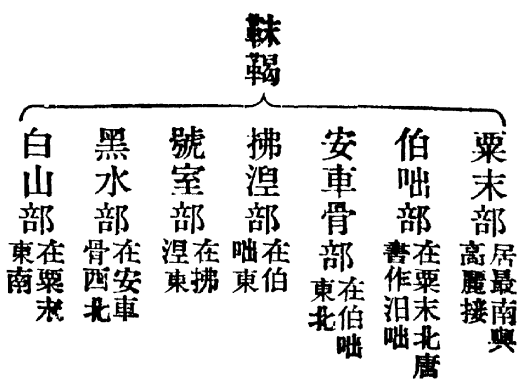 靺鞨
粟末部
居最南與
高麗接
伯咄部
在粟末北唐
書作汨咄
安車骨部
在伯咄
東北
拂湼部
在伯
咄東
號室部
在拂
湼東
黑水部
在安車
骨西北
白山部
在粟末
東南